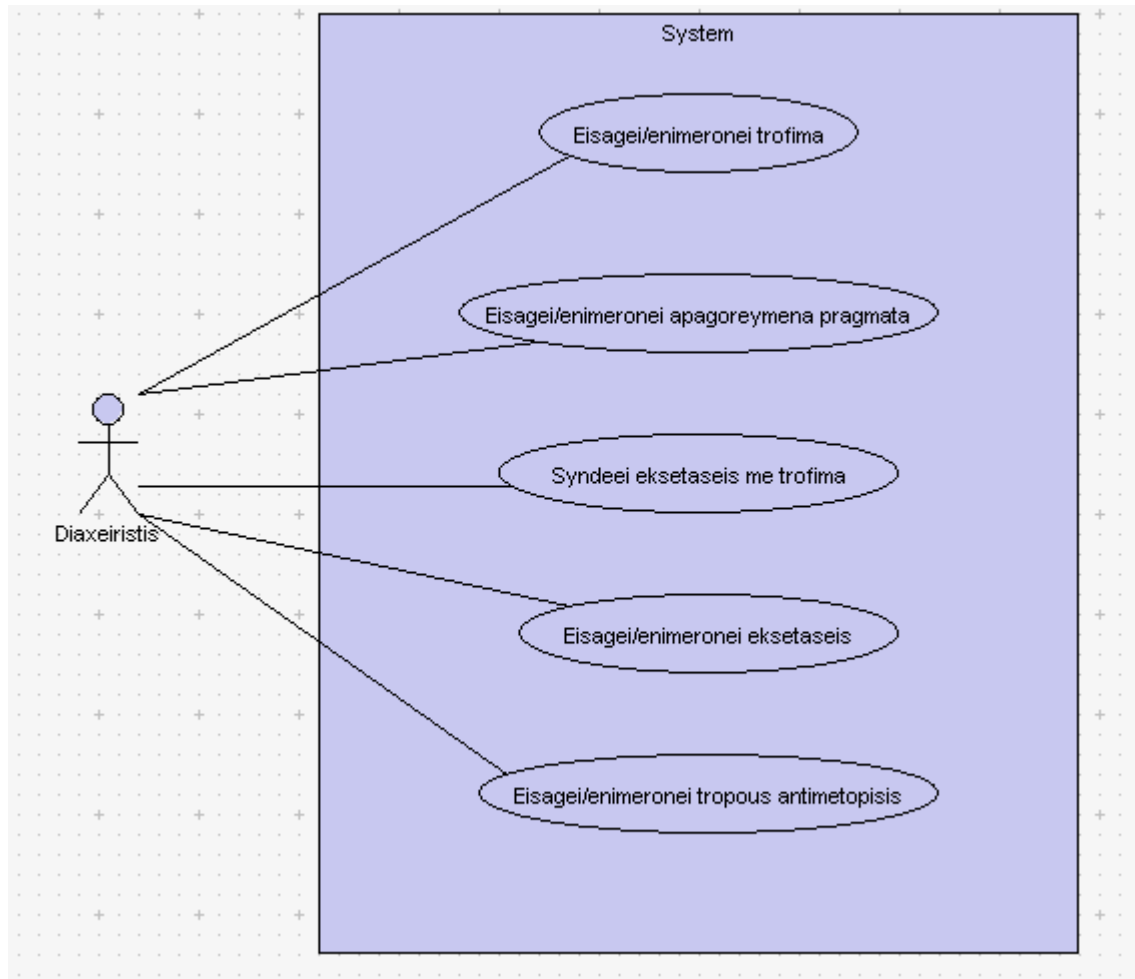 System
Eisagei/enimeronei trofima
Eisagei/enimeronei apagoreymena pragmata
Syndeei eksetaseis me trofima
Diaxeiristis
Eisagei/enimeronei eksetaseis
Eisagei/enimeronei tropous antimetopisis